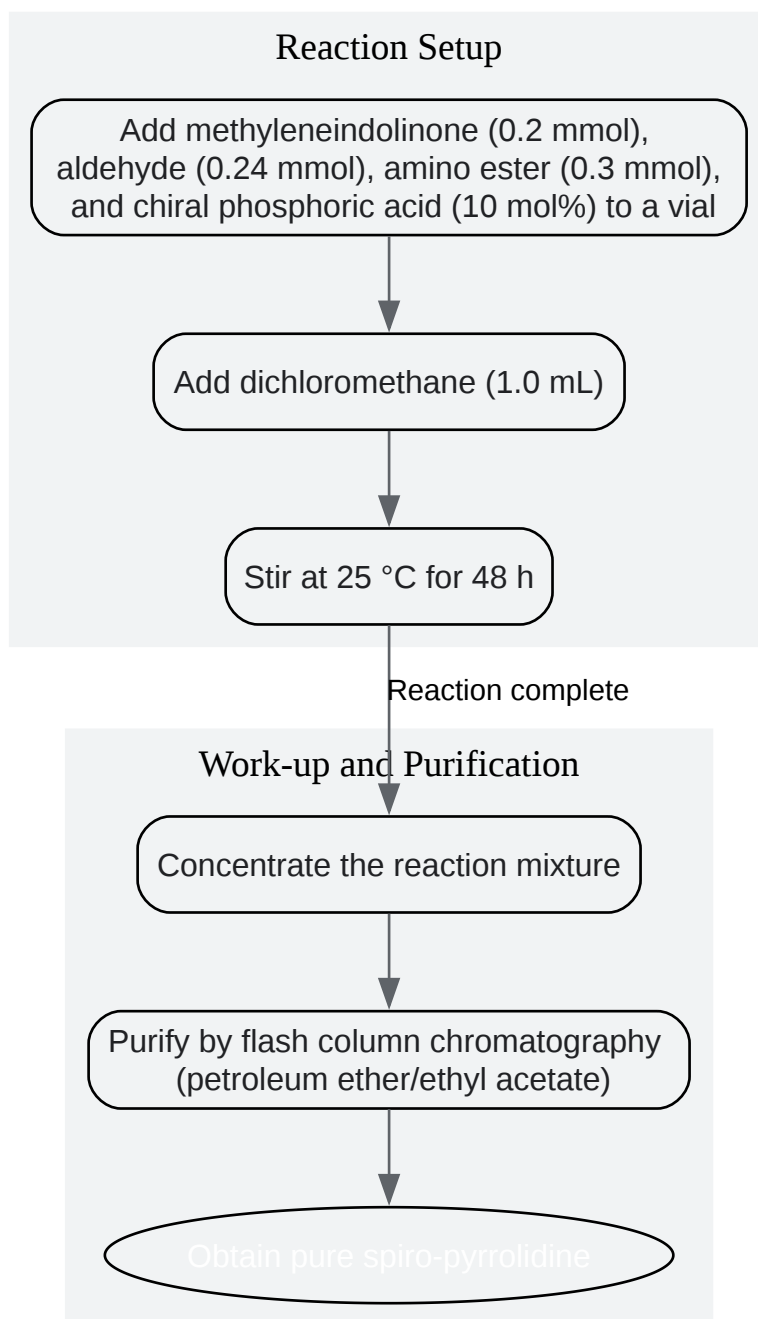 Reaction Setup
Add methyleneindolinone (0.2 mmol),
aldehyde (0.24 mmol), amino ester (0.3 mmol),
and chiral phosphoric acid (10 mol%) to a vial
Add dichloromethane (1.0 mL)
Stir at 25 °C for 48 h
Reaction complete
Work-up and Purification
Concentrate the reaction mixture
Purify by flash column chromatography
(petroleum ether/ethyl acetate)
Obtain pure spiro-pyrrolidine